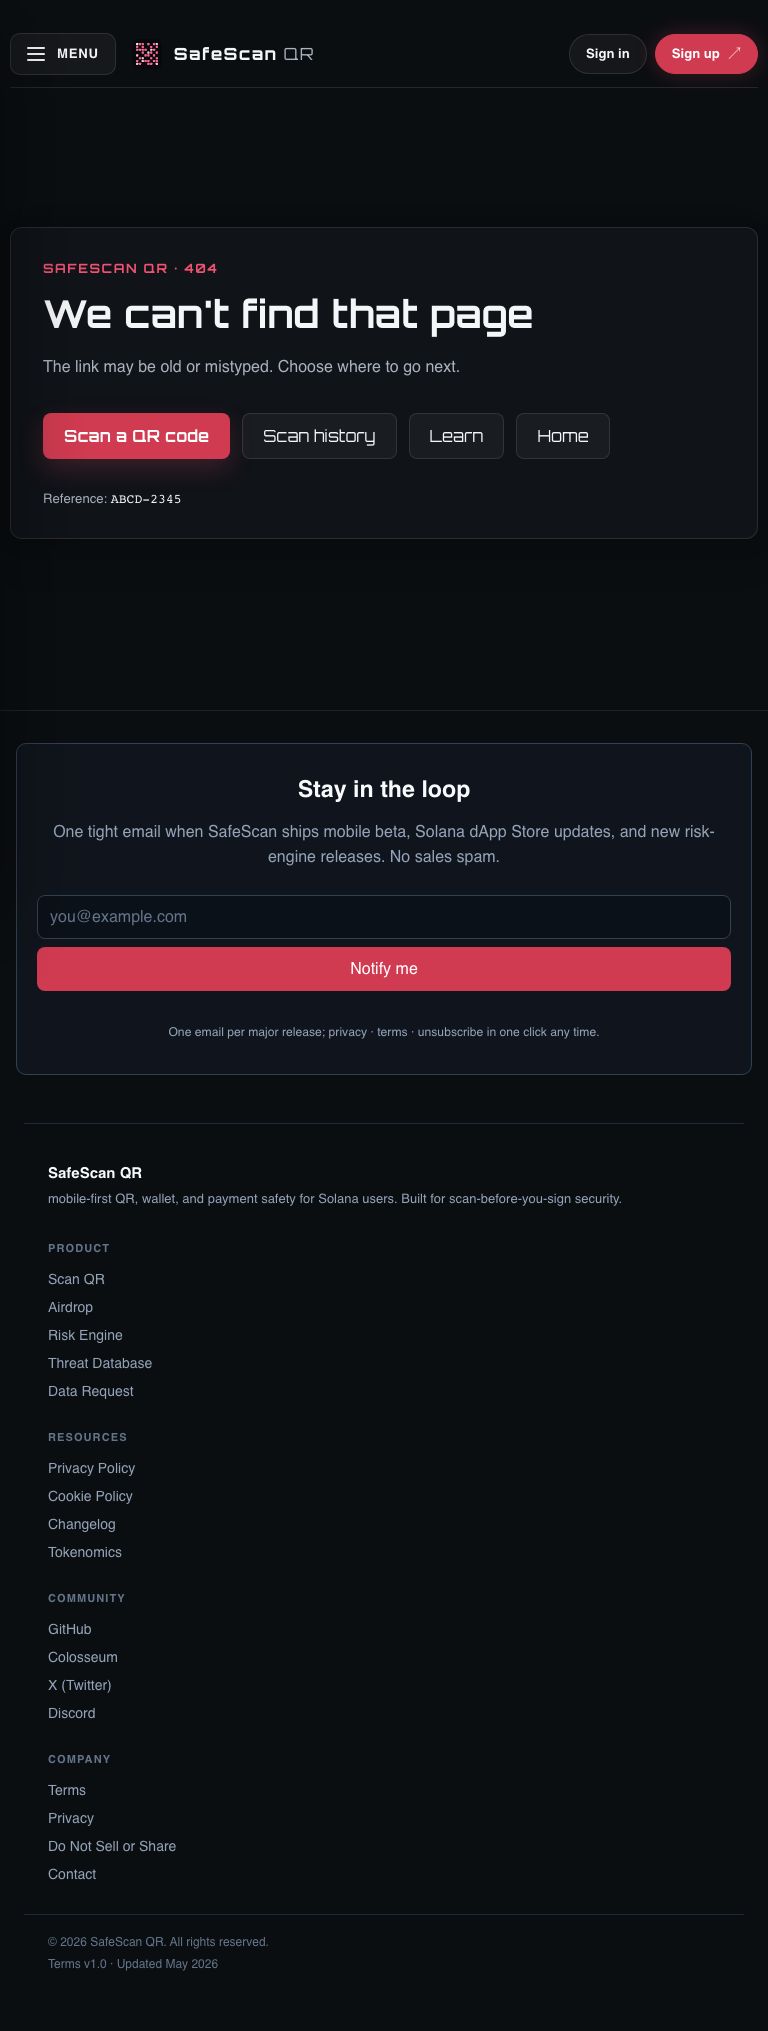 MENU
SafeScan QR
Sign in
Sign up ↗
SAFESCAN QR · 404
We can't find that page
The link may be old or mistyped. Choose where to go next.
Scan a QR code
Scan history
Learn
Home
Reference: ABCD-2345
Stay in the loop
One tight email when SafeScan ships mobile beta, Solana dApp Store updates, and new risk-
engine releases. No sales spam.
you@example.com
Notify me
One email per major release; privacy · terms · unsubscribe in one click any time.
SafeScan QR
mobile-first QR, wallet, and payment safety for Solana users. Built for scan-before-you-sign security.
PRODUCT
Scan QR
Airdrop
Risk Engine
Threat Database
Data Request
RESOURCES
Privacy Policy
Cookie Policy
Changelog
Tokenomics
COMMUNITY
GitHub
Colosseum
X (Twitter)
Discord
COMPANY
Terms
Privacy
Do Not Sell or Share
Contact
© 2026 SafeScan QR. All rights reserved.
Terms v1.0 · Updated May 2026